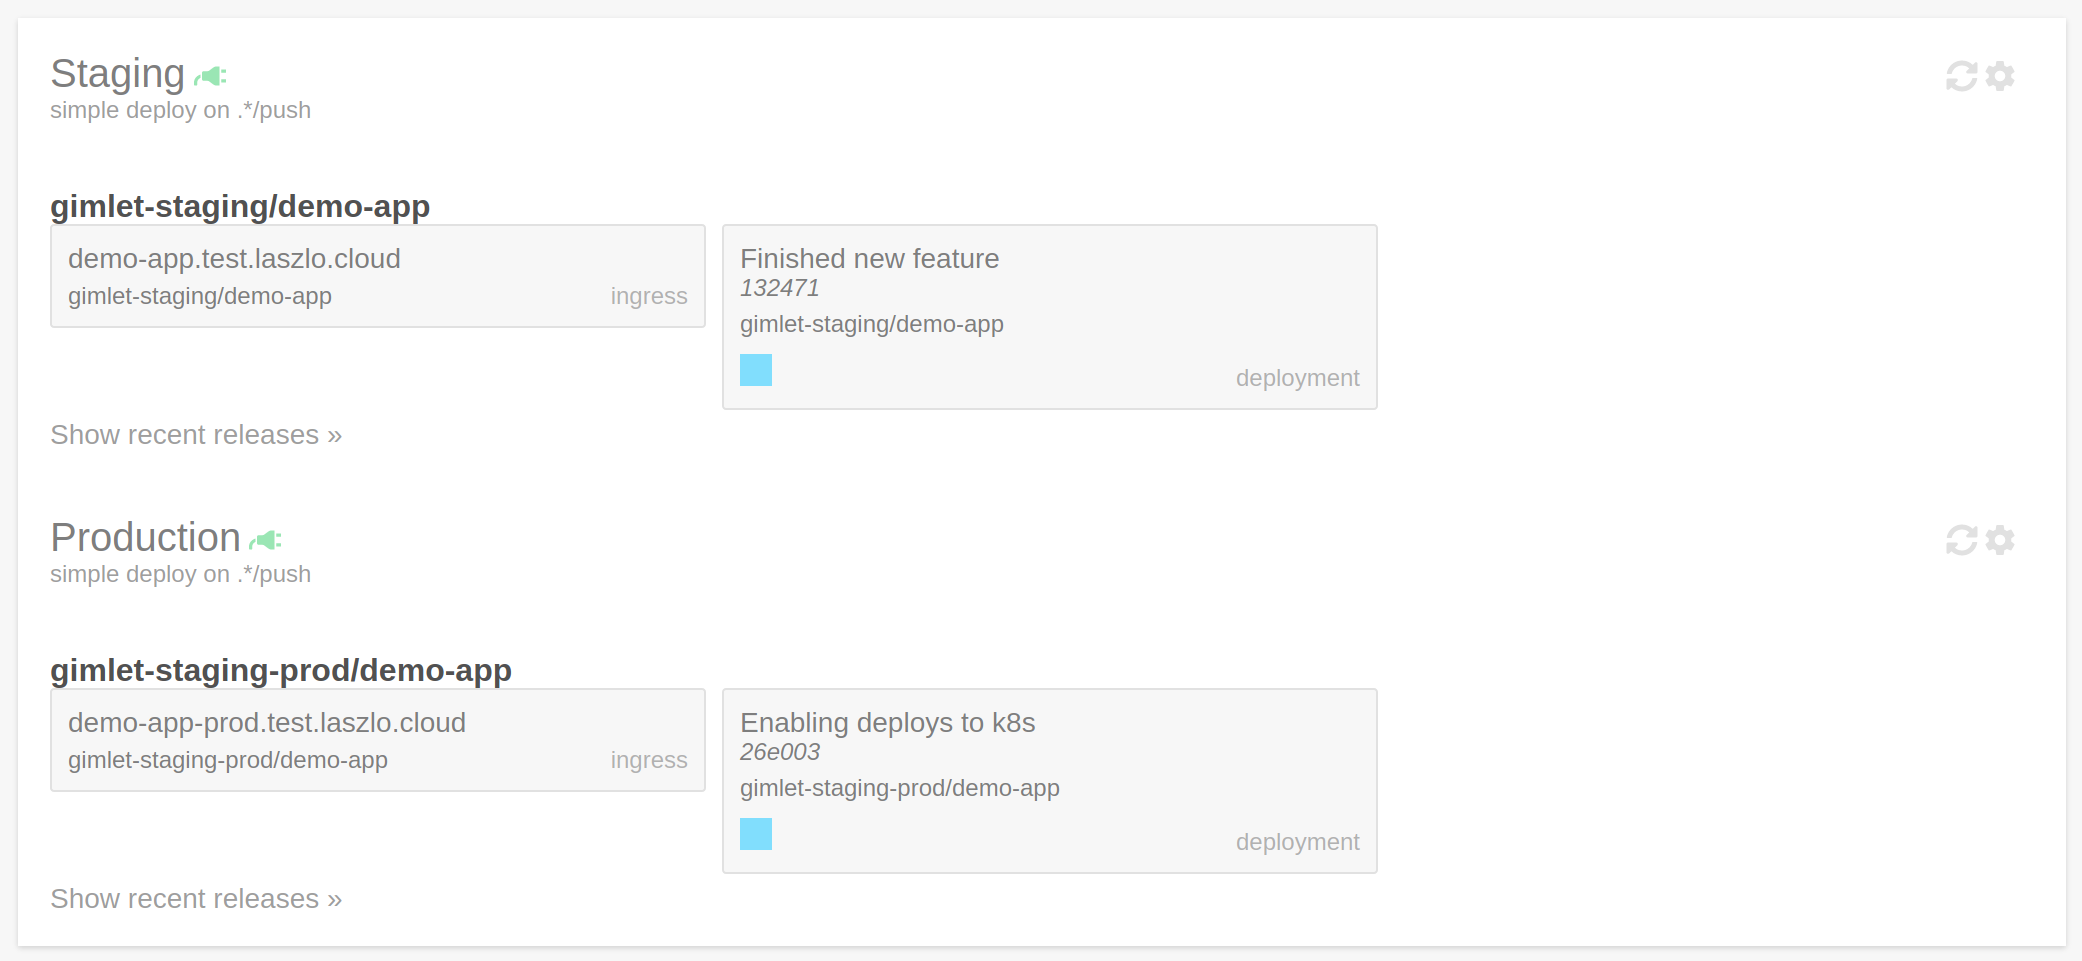 Staging
simple deploy on .*/push
gimlet-staging/demo-app
demo-app.test.laszlo.cloud
gimlet-staging/demo-app ingress
Finished new feature
132471
gimlet-staging/demo-app
deployment
Show recent releases »
Production
simple deploy on .*/push
gimlet-staging-prod/demo-app
demo-app-prod.test.laszlo.cloud
gimlet-staging-prod/demo-app ingress
Enabling deploys to k8s
26e003
gimlet-staging-prod/demo-app
deployment
Show recent releases »